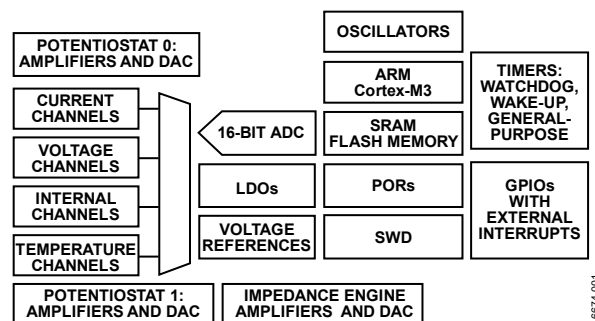 POTENTIOSTAT 0:
AMPLIFIERS AND DAC
CURRENT
CHANNELS
VOLTAGE
CHANNELS
INTERNAL
CHANNELS
TEMPERATURE
CHANNELS
POTENTIOSTAT 1:
AMPLIFIERS AND DAC
16-BIT ADC
LDOs
VOLTAGE
REFERENCES
IMPEDANCE ENGINE
AMPLIFIERS AND DAC
OSCILLATORS
ARM
Cortex-M3
SRAM
FLASH MEMORY
PORs
SWD
TIMERS:
WATCHDOG,
WAKE-UP,
GENERAL-
PURPOSE
GPIOs
WITH
EXTERNAL
INTERRUPTS